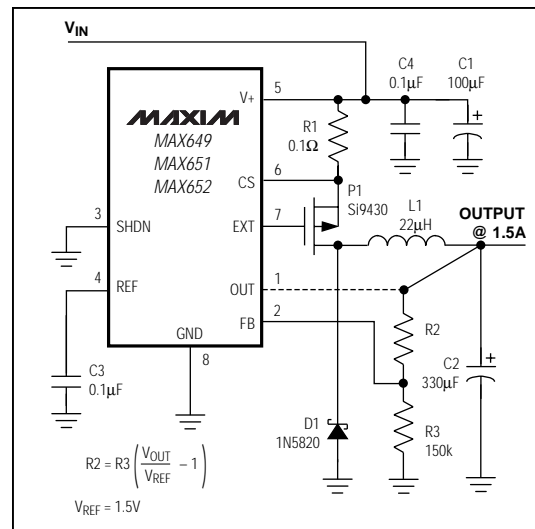 VIN
MAXIM
MAX649
MAX651
MAX652
V+
5
C4
0.1µF
C1
100µF
+
R1
0.1Ω
CS
6
P1
Si9430
EXT
7
L1
22µH
OUTPUT
@ 1.5A
3
SHDN
4
REF
OUT
1
FB
2
GND
8
C3
0.1µF
R2
C2
330µF
+
D1
1N5820
R3
150k
R2 = R3 ( VOUT / VREF – 1 )
VREF = 1.5V